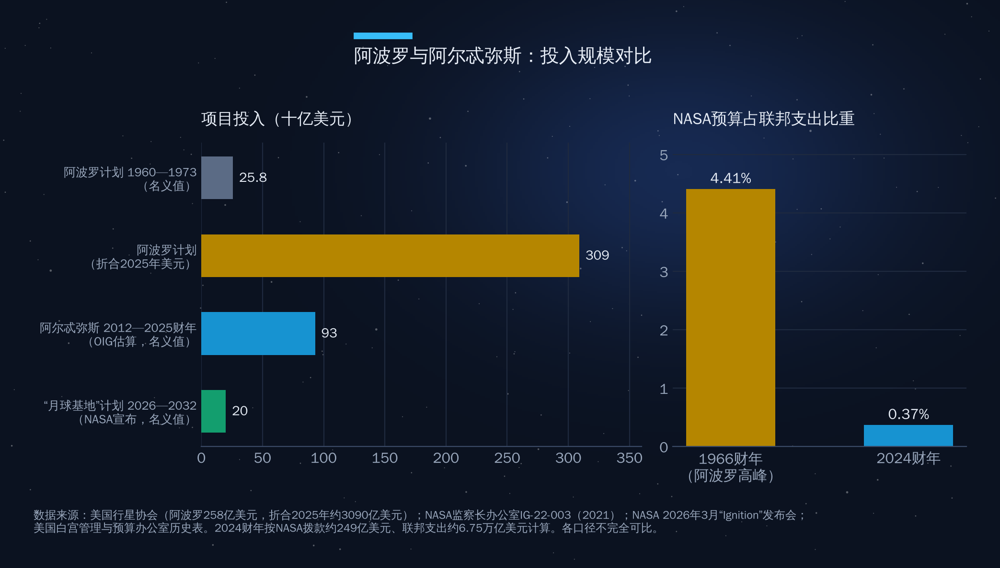 阿波罗与阿尔忒弥斯：投入规模对比
项目投入（十亿美元）
阿波罗计划 1960—1973
（名义值）
25.8
阿波罗计划
（折合2025年美元）
309
阿尔忒弥斯 2012—2025财年
（OIG估算，名义值）
93
“月球基地”计划 2026—2032
（NASA宣布，名义值）
20
0 50 100 150 200 250 300 350
NASA预算占联邦支出比重
5
4
3
2
1
0
4.41%
0.37%
1966财年
（阿波罗高峰）
2024财年
数据来源：美国行星协会（阿波罗258亿美元，折合2025年约3090亿美元）；NASA监察长办公室IG-22-003（2021）；NASA 2026年3月“Ignition”发布会；
美国白宫管理与预算办公室历史表。2024财年按NASA拨款约249亿美元、联邦支出约6.75万亿美元计算。各口径不完全可比。